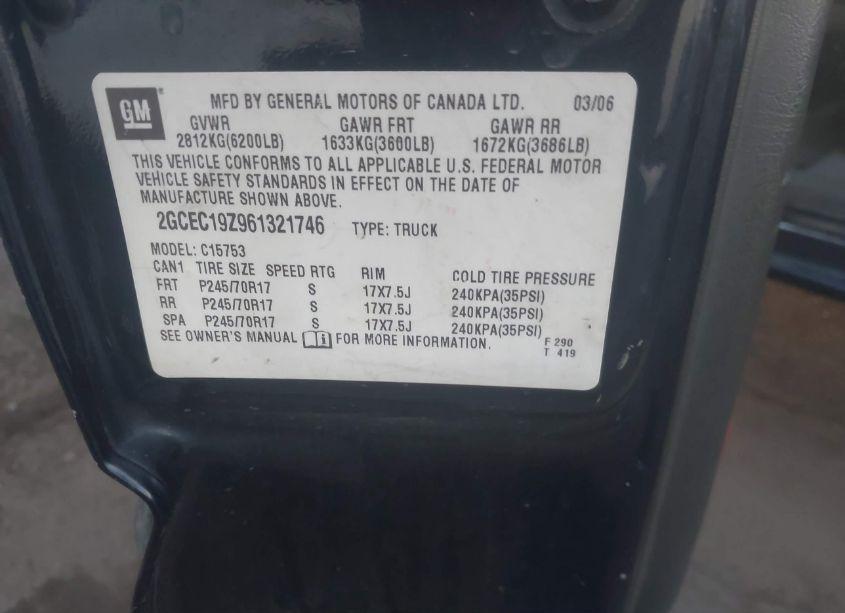 GM MFD BY GENERAL MOTORS OF CANADA LTD. 03/06
GVWR GAWR FRT GAWR RR
2812KG(6200LB) 1633KG(3600LB) 1672KG(3686LB)
THIS VEHICLE CONFORMS TO ALL APPLICABLE U.S. FEDERAL MOTOR
VEHICLE SAFETY STANDARDS IN EFFECT ON THE DATE OF
MANUFACTURE SHOWN ABOVE.
2GCEC19Z961321746 TYPE: TRUCK
MODEL: C15753
CAN1 TIRE SIZE SPEED RTG RIM COLD TIRE PRESSURE
FRT P245/70R17 S 17X7.5J 240KPA(35PSI)
RR P245/70R17 S 17X7.5J 240KPA(35PSI)
SPA P245/70R17 S 17X7.5J 240KPA(35PSI)
SEE OWNER'S MANUAL FOR MORE INFORMATION. F 290
T 419